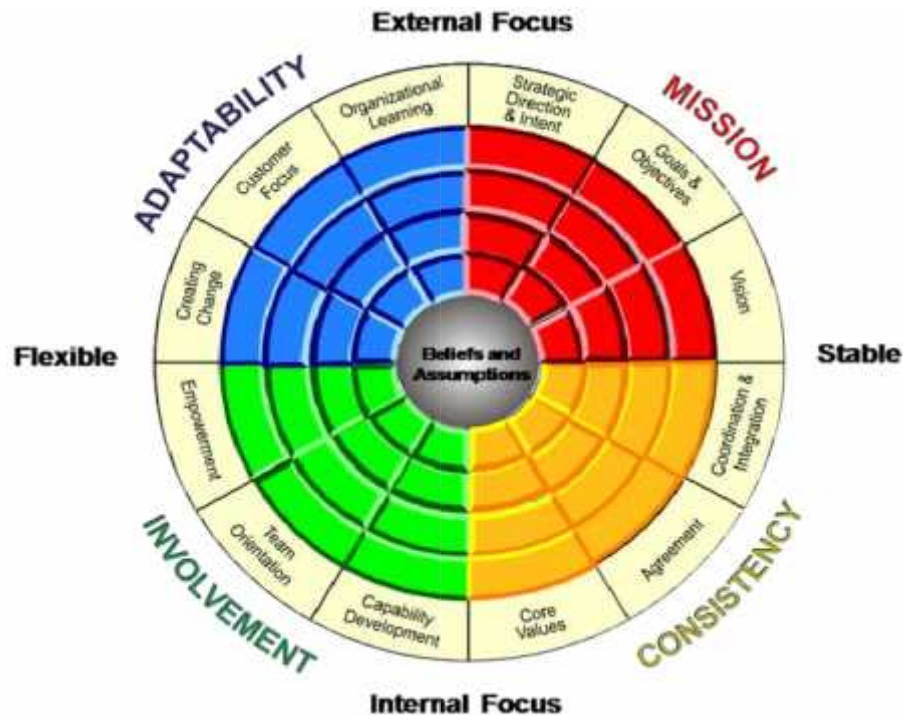 External Focus
ADAPTABILITY
MISSION
Organizational
Learning
Strategic
Direction
& Intent
Customer
Focus
Goals &
Objectives
Creating
Change
Vision
Flexible
Beliefs and
Assumptions
Stable
Empowerment
Coordination &
Integration
Team
Orientation
Agreement
Capability
Development
Core
Values
INVOLVEMENT
CONSISTENCY
Internal Focus